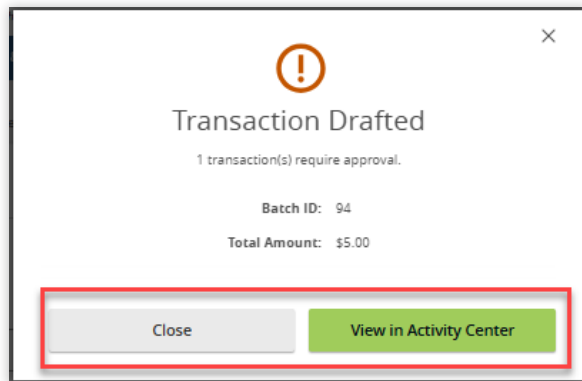 Transaction Drafted
1 transaction(s) require approval.
Batch ID: 94
Total Amount: $5.00
Close View in Activity Center